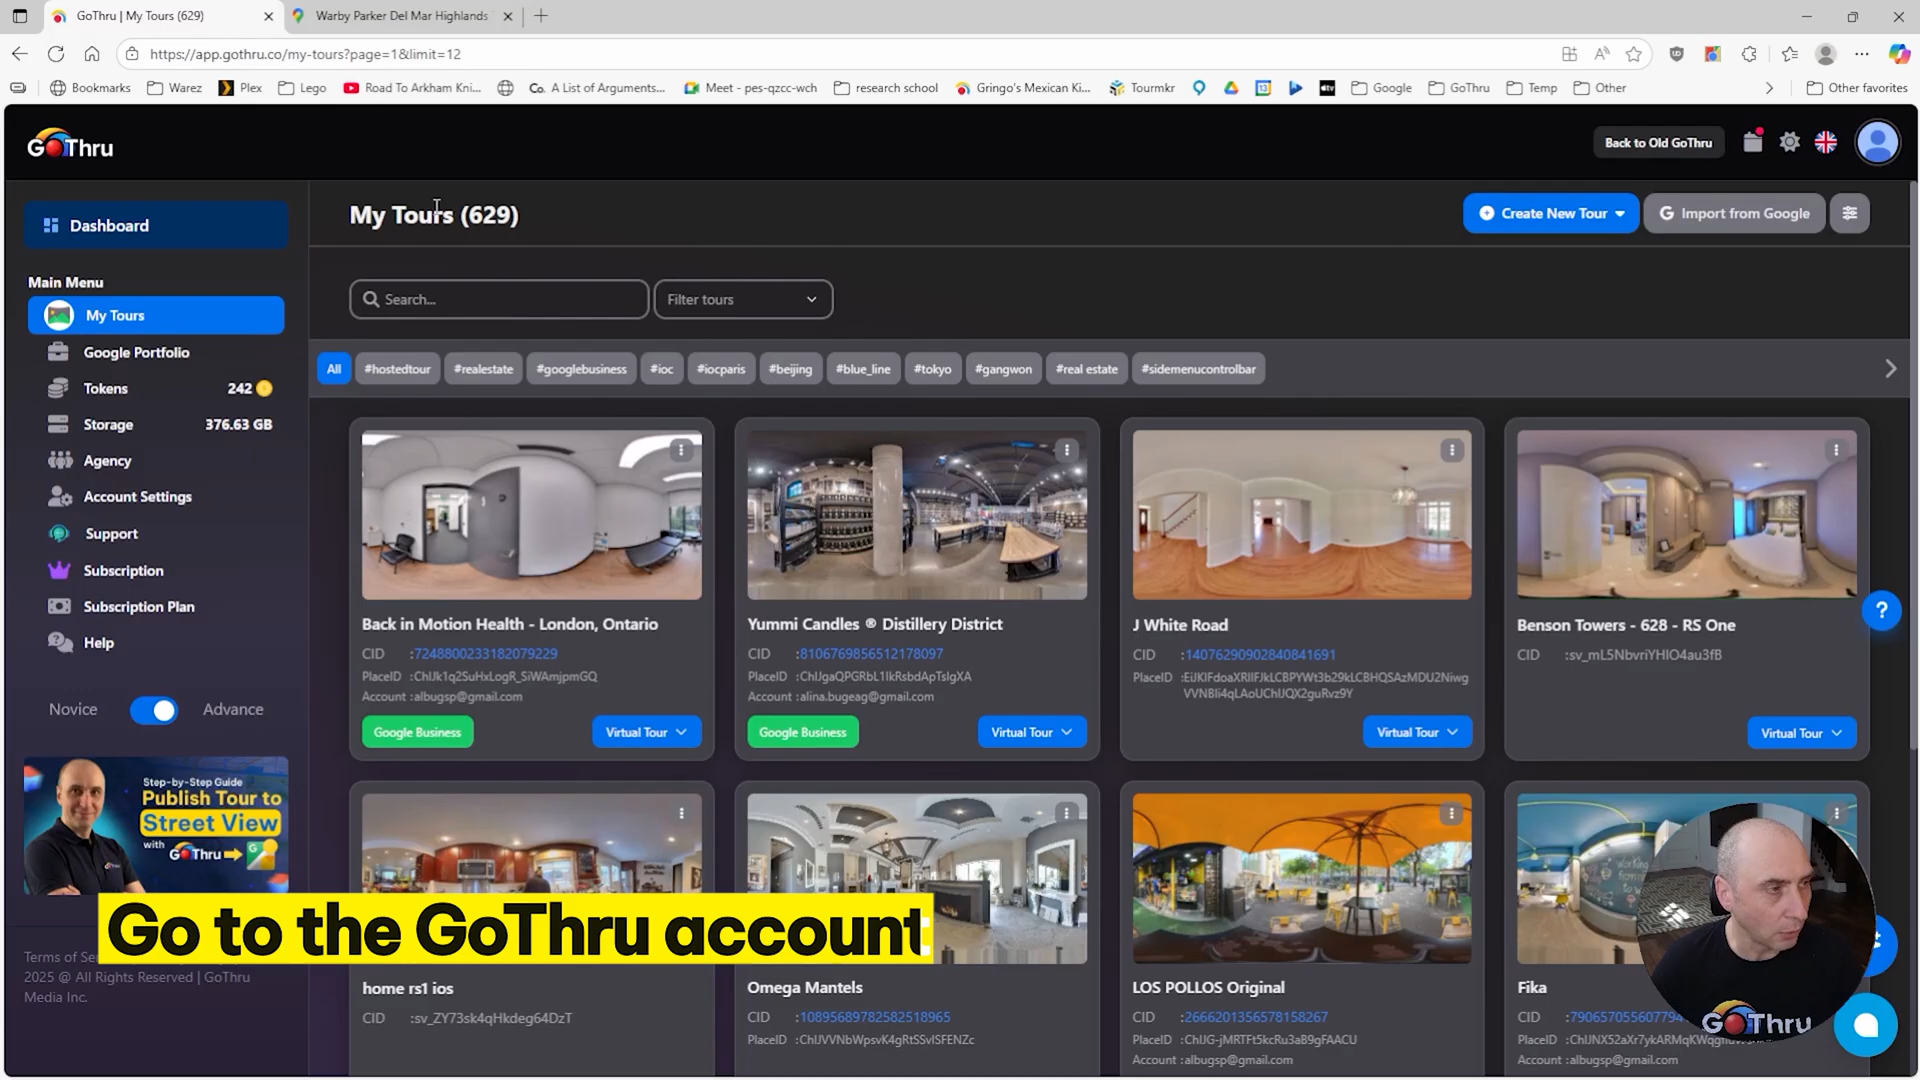 GoThru | My Tours (629)
Warby Parker Del Mar Highlands
https://app.gothru.co/my-tours?page=1&limit=12
Bookmarks
Warez
Plex
Lego
Road To Arkham Kni...
Co. A List of Arguments...
Meet - pes-qzcc-wch
research school
Gringo's Mexican Ki...
Tourmkr
Google
GoThru
Temp
Other
Other favorites
GoThru
Back to Old GoThru
My Tours (629)
Create New Tour
Import from Google
Dashboard
Main Menu
My Tours
Google Portfolio
Tokens 242
Storage 376.63 GB
Agency
Account Settings
Support
Subscription
Subscription Plan
Help
Novice Advance
Step-by-Step Guide
Publish Tour to
Street View
with GoThru
Search...
Filter tours
All
#hostedtour
#realestate
#googlebusiness
#ioc
#iocparis
#beijing
#blue_line
#tokyo
#gangwon
#real estate
#sidemenucontrolbar
Back in Motion Health - London, Ontario
CID :7248800233182079229
PlaceID :ChIJk1q2SuHxLogR_SiWAmjpmGQ
Account :albugsp@gmail.com
Google Business
Virtual Tour
Yummi Candles ® Distillery District
CID :8106769856512178097
PlaceID :ChIJgaQPGRbL1IkRsbdApTsIgXA
Account :alina.bugeag@gmail.com
Google Business
Virtual Tour
J White Road
CID :14076290902840841691
PlaceID
Virtual Tour
Benson Towers - 628 - RS One
CID :sv_mL5NbvriYHIO4au3fB
Virtual Tour
?
home rs1 ios
CID :sv_ZY73sk4qHkdeg64DzT
Omega Mantels
CID :10895689782582518965
PlaceID :ChIJVVNbWpsvK4gRtSSvISFENZc
LOS POLLOS Original
CID :2666201356578158267
PlaceID :ChIJG-jMRTFt5kcRu3aB9gFAACU
Account :albugsp@gmail.com
Fika
CID
PlaceID
Account :albugsp@gmail.com
Go to the GoThru account
Terms of Se
2025 @ All Rights Reserved | GoThru
Media Inc.
GoThru